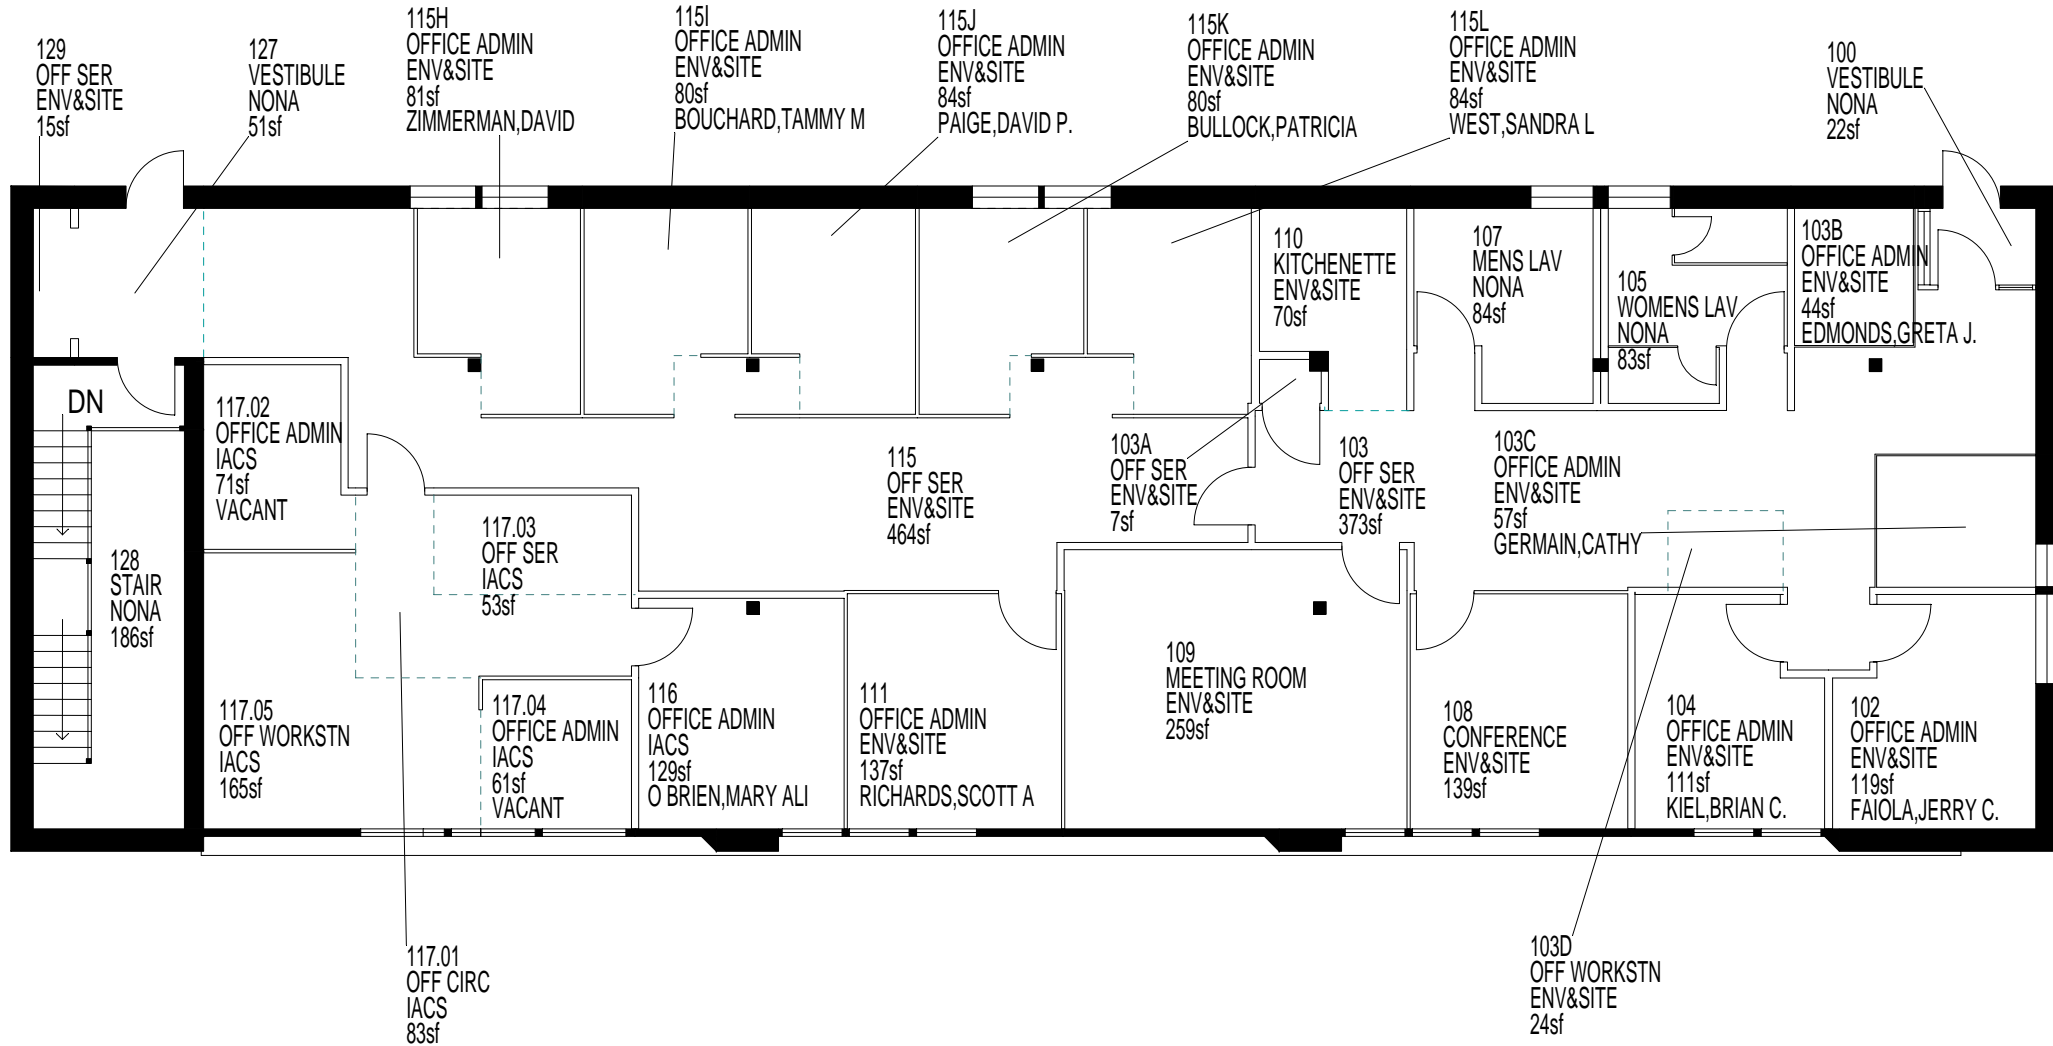 129
OFF SER
ENV&SITE
15sf
127
VESTIBULE
NONA
51sf
115H
OFFICE ADMIN
ENV&SITE
81sf
ZIMMERMAN,DAVID
115I
OFFICE ADMIN
ENV&SITE
80sf
BOUCHARD,TAMMY M
115J
OFFICE ADMIN
ENV&SITE
84sf
PAIGE,DAVID P.
115K
OFFICE ADMIN
ENV&SITE
80sf
BULLOCK,PATRICIA
115L
OFFICE ADMIN
ENV&SITE
84sf
WEST,SANDRA L
100
VESTIBULE
NONA
22sf
110
KITCHENETTE
ENV&SITE
70sf
107
MENS LAV
NONA
84sf
105
WOMENS LAV
NONA
83sf
103B
OFFICE ADMIN
ENV&SITE
44sf
EDMONDS,GRETA J.
DN
117.02
OFFICE ADMIN
IACS
71sf
VACANT
128
STAIR
NONA
186sf
117.03
OFF SER
IACS
53sf
115
OFF SER
ENV&SITE
464sf
103A
OFF SER
ENV&SITE
7sf
103
OFF SER
ENV&SITE
373sf
103C
OFFICE ADMIN
ENV&SITE
57sf
GERMAIN,CATHY
117.05
OFF WORKSTN
IACS
165sf
117.04
OFFICE ADMIN
IACS
61sf
VACANT
116
OFFICE ADMIN
IACS
129sf
O BRIEN,MARY ALI
111
OFFICE ADMIN
ENV&SITE
137sf
RICHARDS,SCOTT A
109
MEETING ROOM
ENV&SITE
259sf
108
CONFERENCE
ENV&SITE
139sf
104
OFFICE ADMIN
ENV&SITE
111sf
KIEL,BRIAN C.
102
OFFICE ADMIN
ENV&SITE
119sf
FAIOLA,JERRY C.
117.01
OFF CIRC
IACS
83sf
103D
OFF WORKSTN
ENV&SITE
24sf